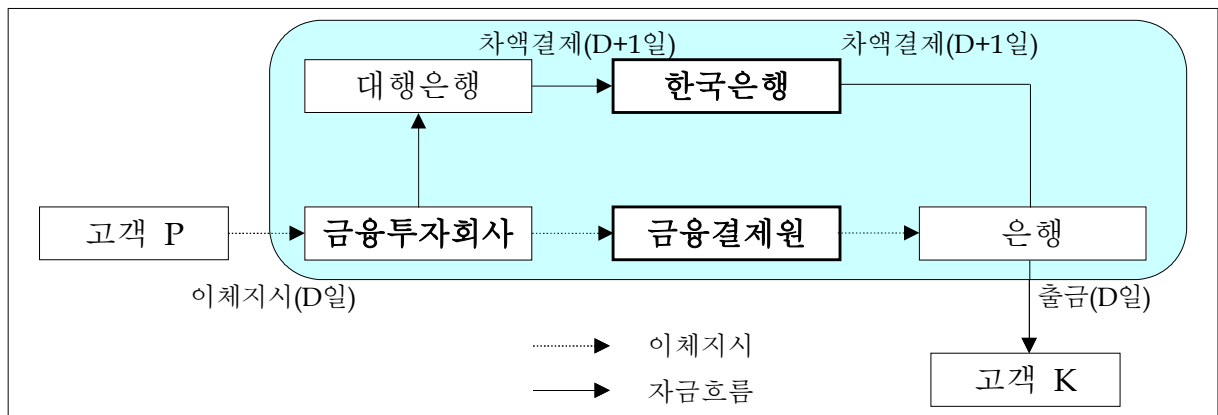 차액결제(D+1일)
차액결제(D+1일)
대행은행
한국은행
고객 P
금융투자회사
금융결제원
은행
이체지시(D일)
출금(D일)
이체지시
자금흐름
고객 K